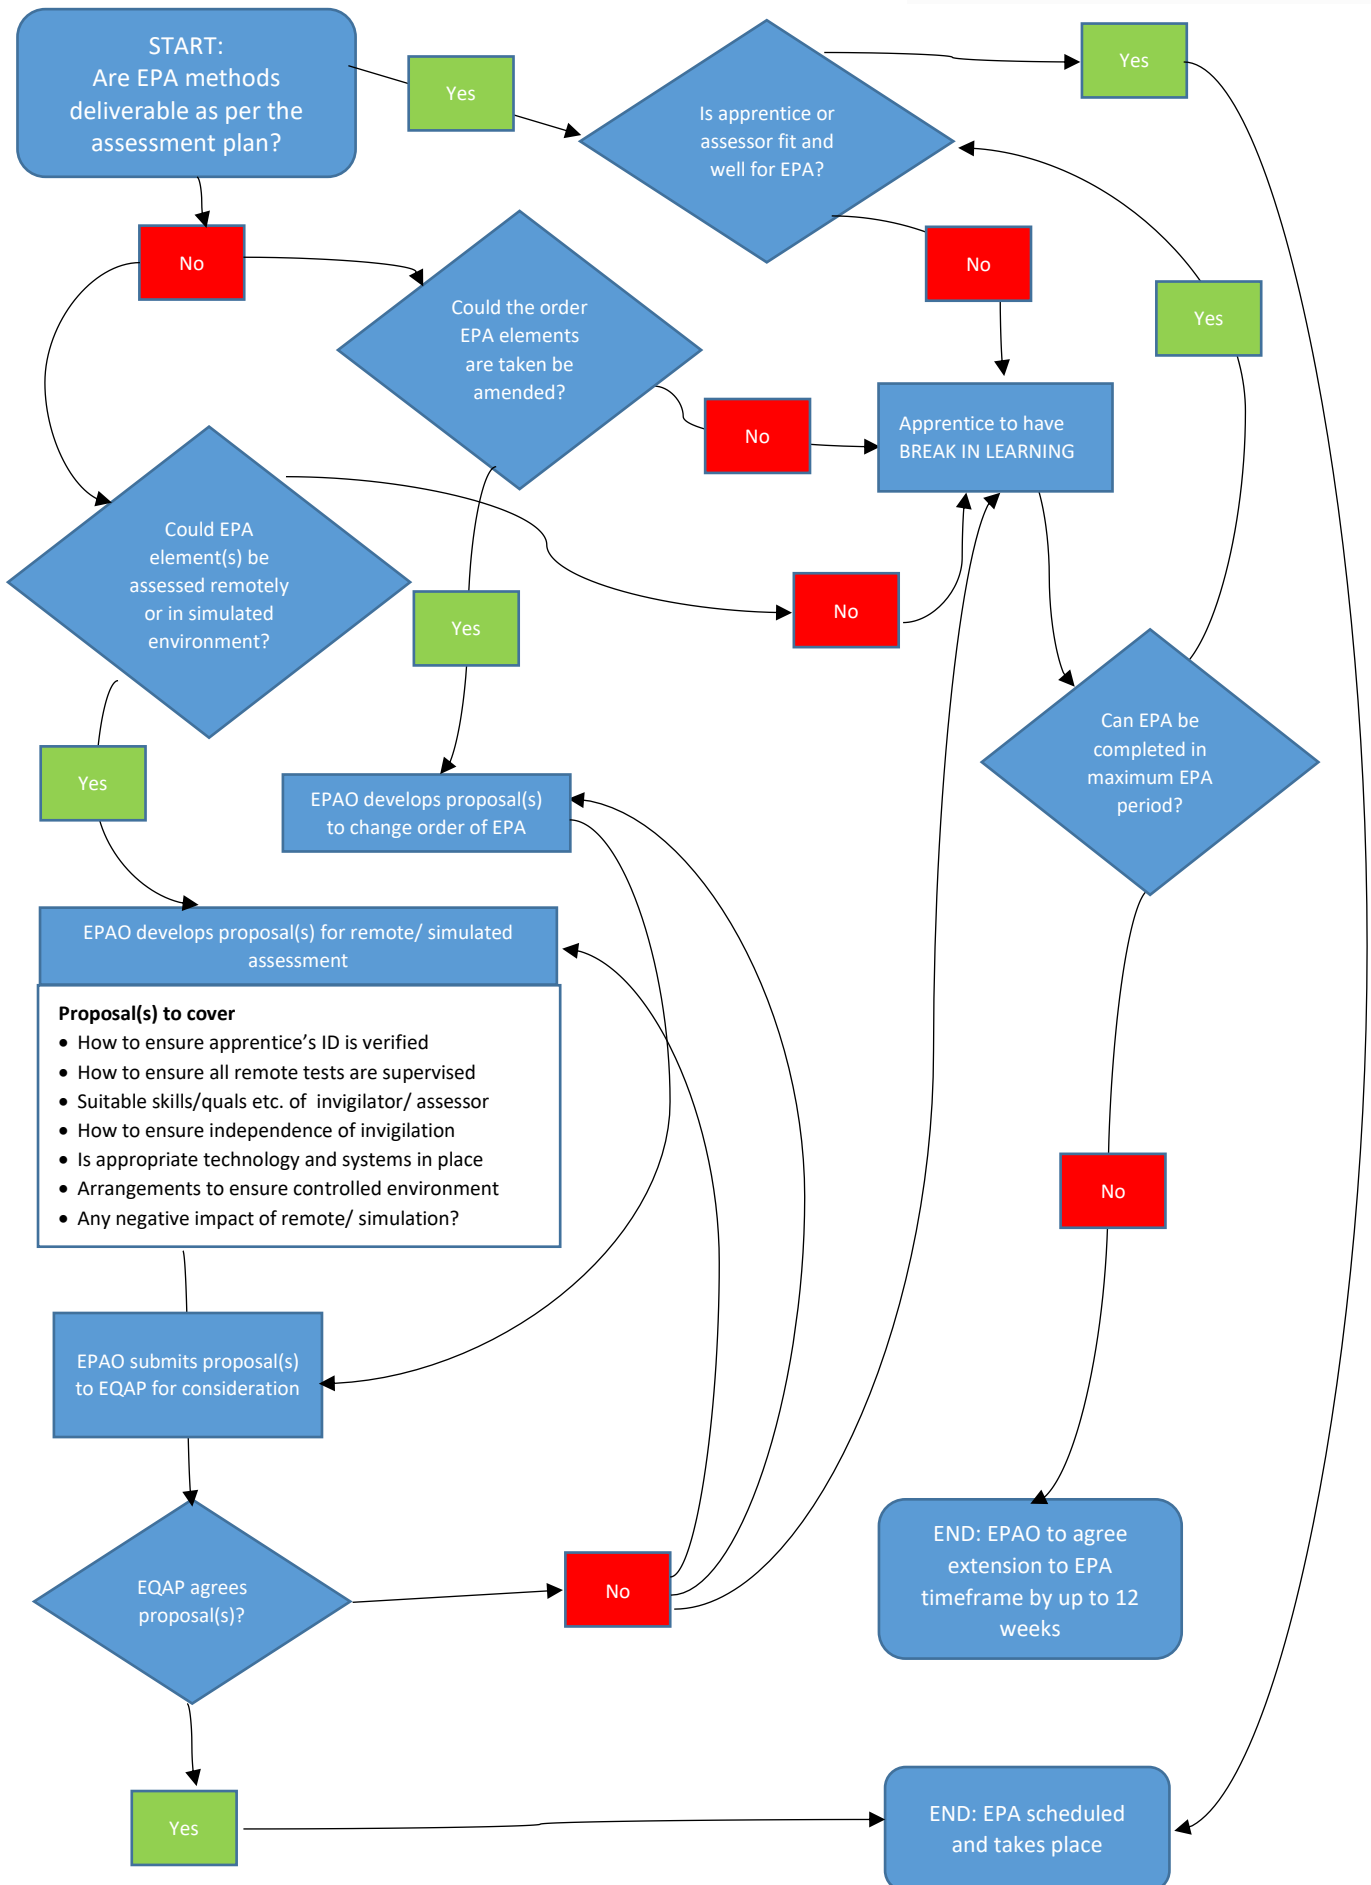 START:
Are EPA methods
deliverable as per the
assessment plan?
Yes
Is apprentice or
assessor fit and
well for EPA?
Yes
No
Could the order
EPA elements
are taken be
amended?
No
Yes
No
Apprentice to have
BREAK IN LEARNING
Could EPA
element(s) be
assessed remotely
or in simulated
environment?
No
Yes
Can EPA be
completed in
maximum EPA
period?
Yes
EPAO develops proposal(s)
to change order of EPA
EPAO develops proposal(s) for remote/ simulated
assessment
Proposal(s) to cover
• How to ensure apprentice’s ID is verified
• How to ensure all remote tests are supervised
• Suitable skills/quals etc. of invigilator/ assessor
• How to ensure independence of invigilation
• Is appropriate technology and systems in place
• Arrangements to ensure controlled environment
• Any negative impact of remote/ simulation?
No
EPAO submits proposal(s)
to EQAP for consideration
EQAP agrees
proposal(s)?
No
END: EPAO to agree
extension to EPA
timeframe by up to 12
weeks
Yes
END: EPA scheduled
and takes place